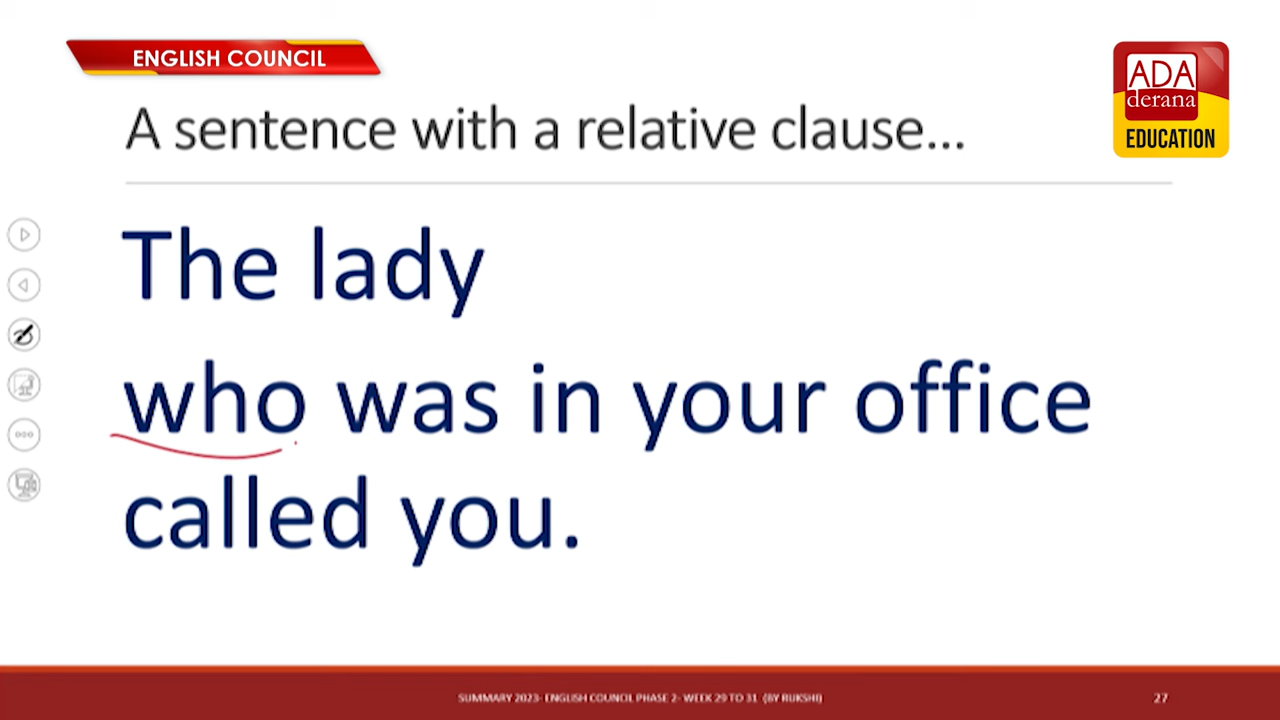 ENGLISH COUNCIL
ADA
derana
EDUCATION
A sentence with a relative clause...
The lady
who was in your office
called you.
SUMMARY 2023- ENGLISH COUNCIL PHASE 2- WEEK 29 TO 31 (BY RUKSHI)
27